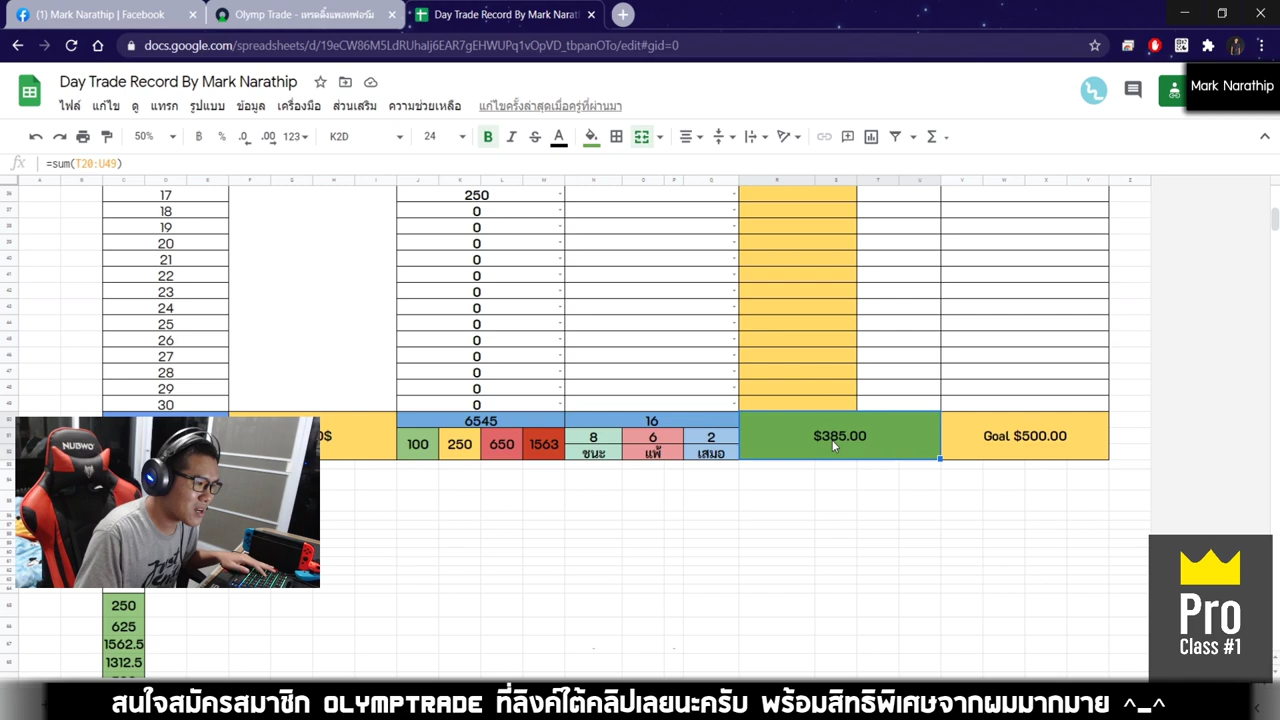 (1) Mark Narathip | Facebook
Olymp Trade - เทรดดิ้งแพลทฟอร์ม
Day Trade Record By Mark Narat
docs.google.com/spreadsheets/d/19eCW86M5LdRUhaIj6EAR7gEHWUPq1vOpVD_tbpanOTo/edit#gid=0
Day Trade Record By Mark Narathip
Mark Narathip
ไฟล์ แก้ไข ดู แทรก รูปแบบ ข้อมูล เครื่องมือ ส่วนเสริม ความช่วยเหลือ แก้ไขครั้งล่าสุดเมื่อครู่ที่ผ่านมา
50% ฿ % .0 .00 123 K2D 24 B I S A Σ
fx =sum(T20:U49)
17 250
18 0
19 0
20 0
21 0
22 0
23 0
24 0
25 0
26 0
27 0
28 0
29 0
30 0
6545 16
$385.00 Goal $500.00
0$ 100 250 650 1563 8 6 2
ชนะ แพ้ เสมอ
NUBWO
250
625
1562.5
1312.5
Pro
Class #1
สนใจสมัครสมาชิก OLYMPTRADE ที่ลิงค์ใต้คลิปเลยนะครับ พร้อมสิทธิพิเศษจากผมมากมาย ^_^